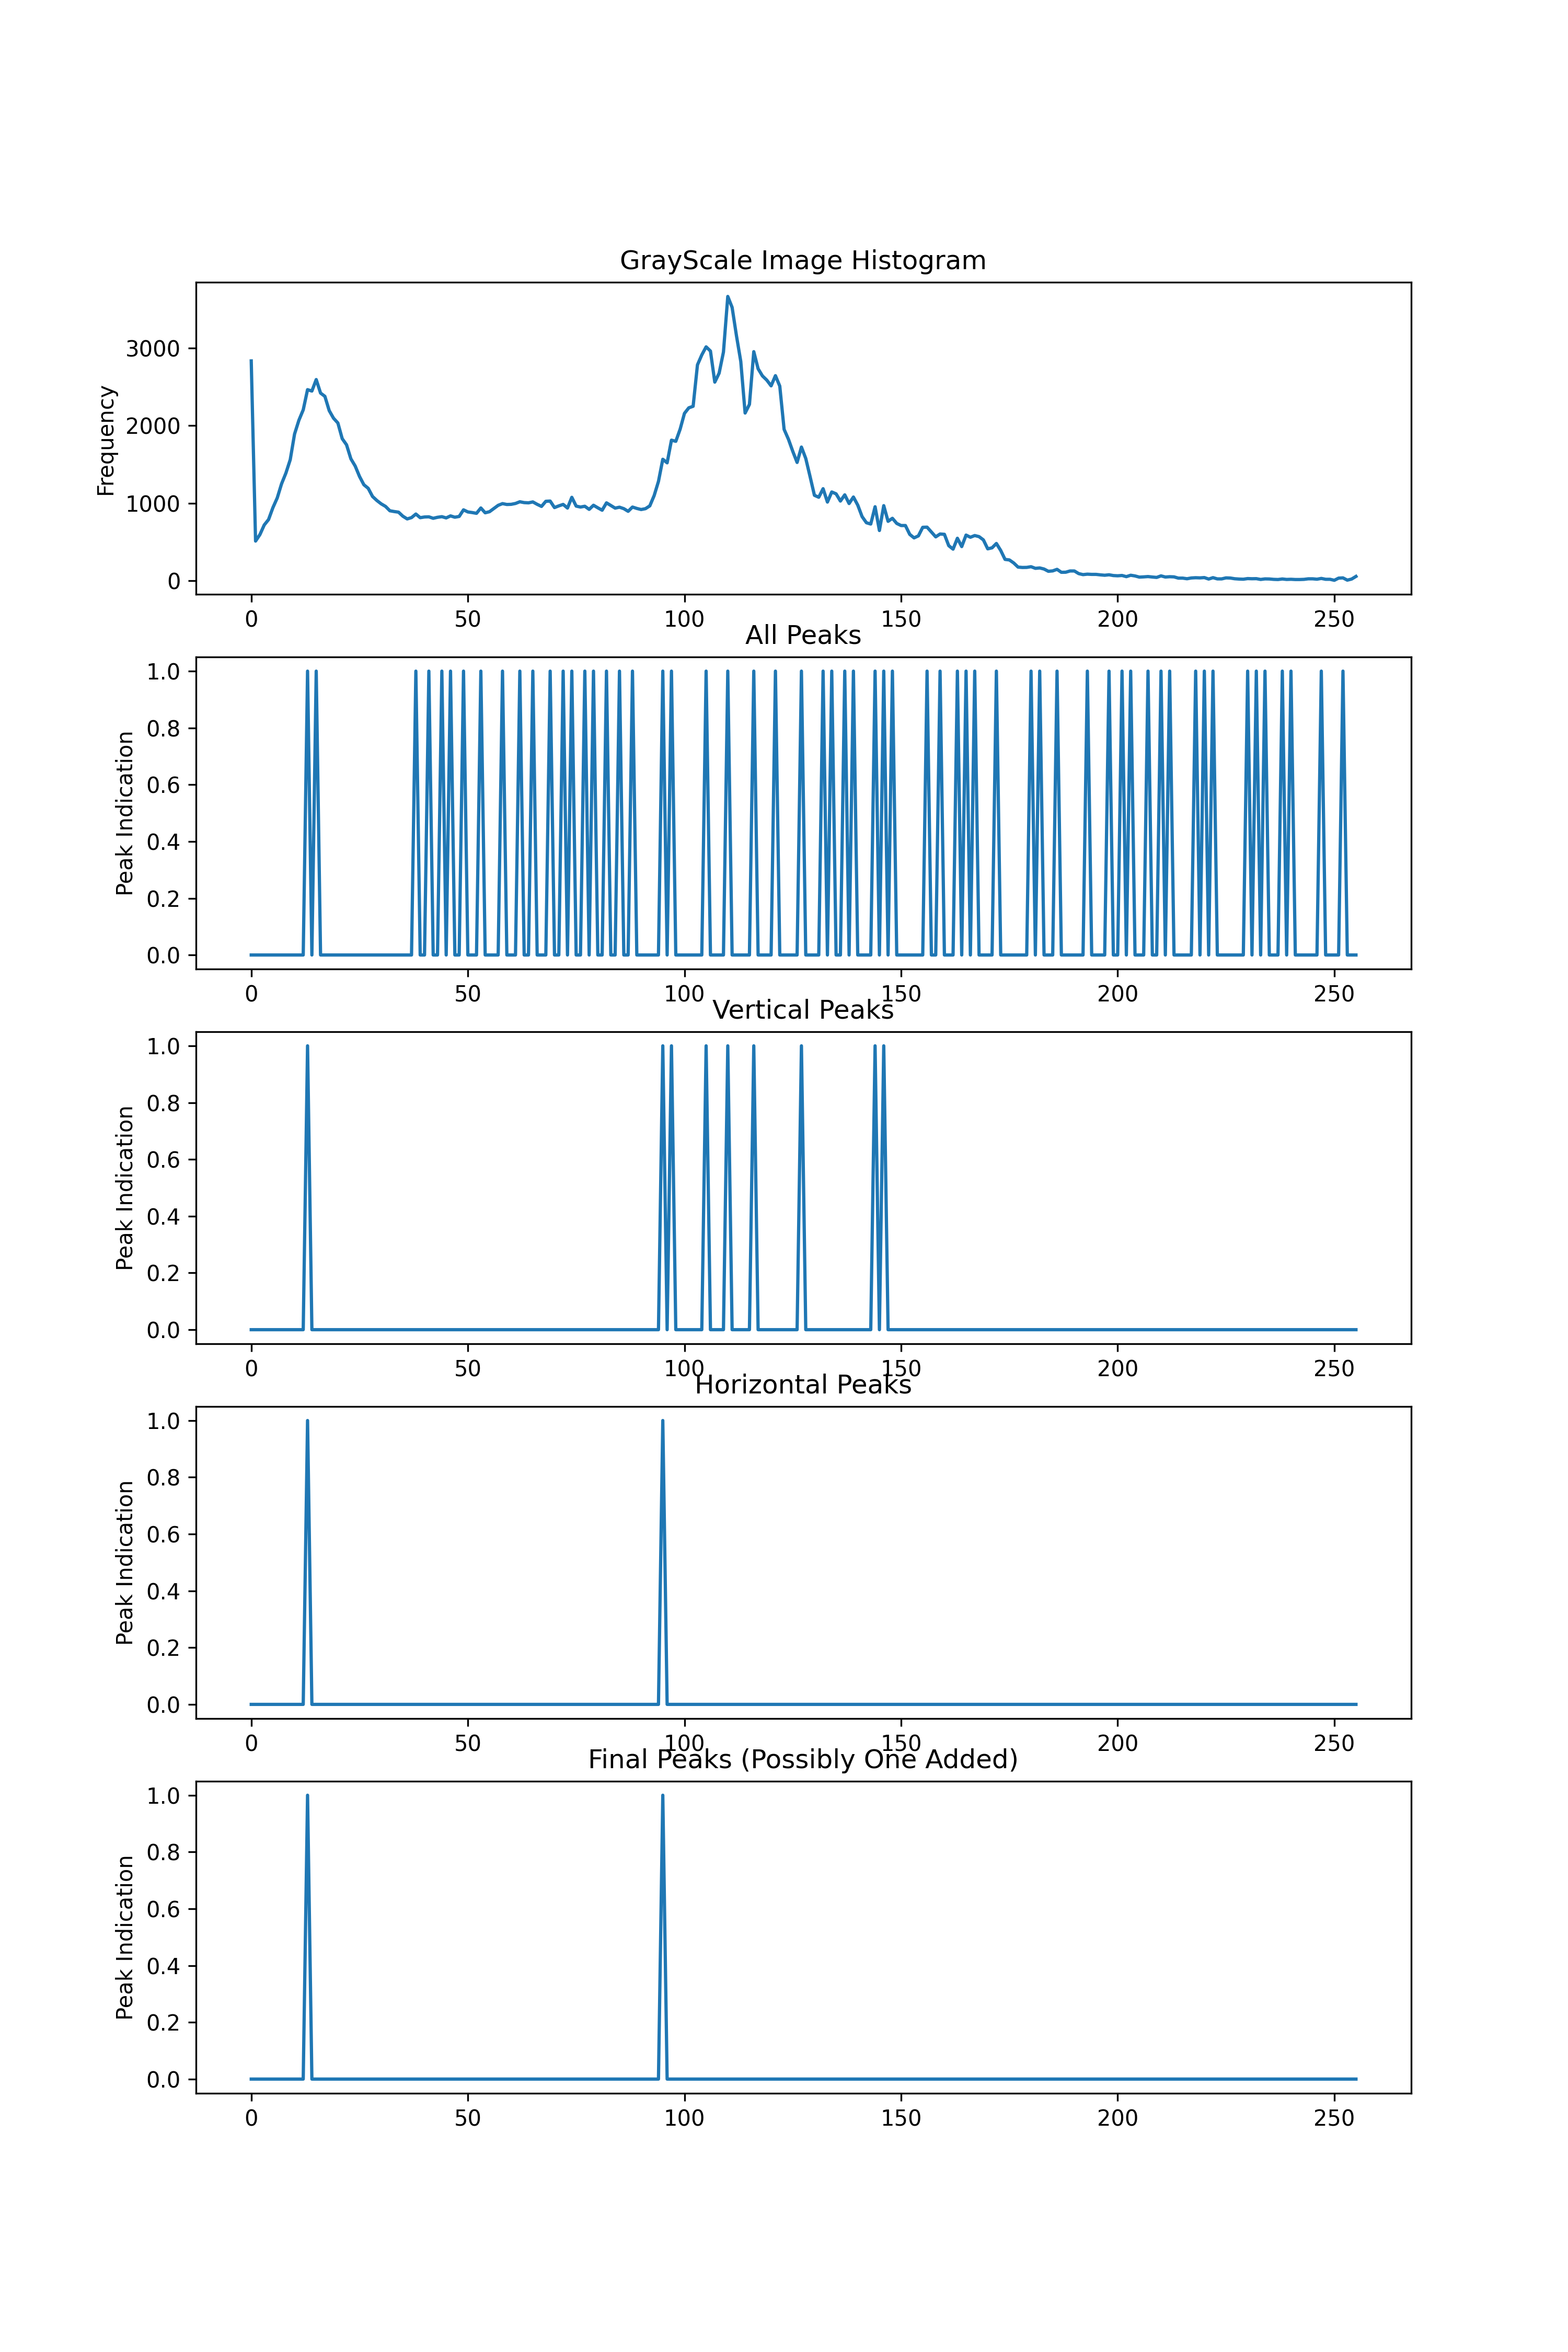 GrayScale Image Histogram
Frequency
3000
2000
1000
0
0 50 100 150 200 250
All Peaks
Peak Indication
1.0
0.8
0.6
0.4
0.2
0.0
0 50 100 150 200 250
Vertical Peaks
Peak Indication
1.0
0.8
0.6
0.4
0.2
0.0
0 50 100 150 200 250
Horizontal Peaks
Peak Indication
1.0
0.8
0.6
0.4
0.2
0.0
0 50 100 150 200 250
Final Peaks (Possibly One Added)
Peak Indication
1.0
0.8
0.6
0.4
0.2
0.0
0 50 100 150 200 250